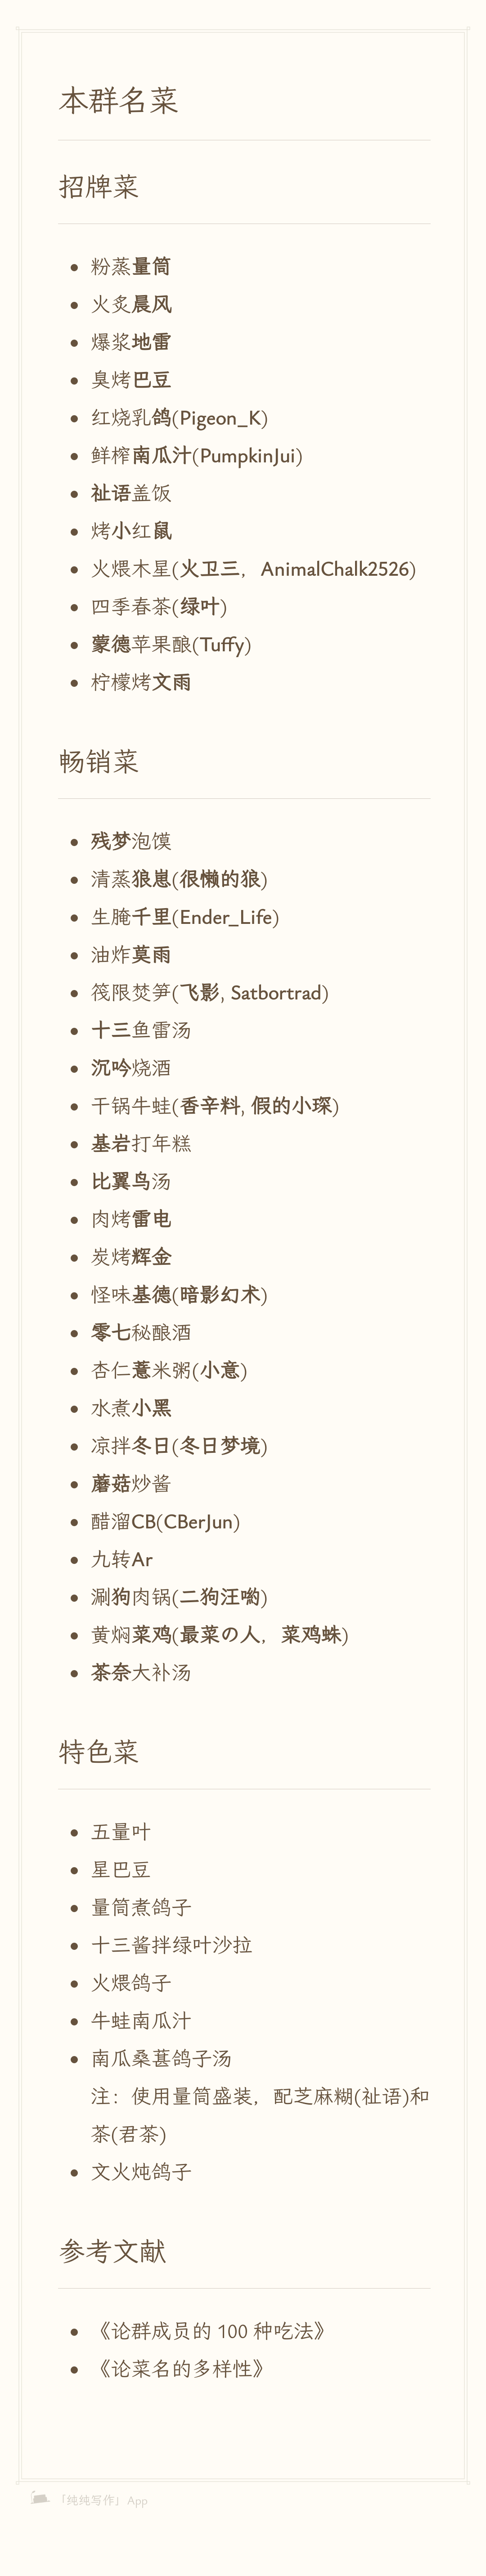 本群名菜
招牌菜
粉蒸量筒
火炙晨风
爆浆地雷
臭烤巴豆
红烧乳鸽(Pigeon_K)
鲜榨南瓜汁(PumpkinJui)
祉语盖饭
烤小红鼠
火煨木星(火卫三，AnimalChalk2526)
四季春茶(绿叶)
蒙德苹果酿(Tuffy)
柠檬烤文雨
畅销菜
残梦泡馍
清蒸狼崽(很懒的狼)
生腌千里(Ender_Life)
油炸莫雨
筏限焚笋(飞影, Satbortrad)
十三鱼雷汤
沉吟烧酒
干锅牛蛙(香辛料, 假的小琛)
基岩打年糕
比翼鸟汤
肉烤雷电
炭烤辉金
怪味基德(暗影幻术)
零七秘酿酒
杏仁薏米粥(小意)
水煮小黑
凉拌冬日(冬日梦境)
蘑菇炒酱
醋溜CB(CBerJun)
九转Ar
涮狗肉锅(二狗汪喲)
黄焖菜鸡(最菜の人，菜鸡蛛)
茶奈大补汤
特色菜
五量叶
星巴豆
量筒煮鸽子
十三酱拌绿叶沙拉
火煨鸽子
牛蛙南瓜汁
南瓜桑葚鸽子汤
注：使用量筒盛装，配芝麻糊(祉语)和
茶(君茶)
文火炖鸽子
参考文献
《论群成员的 100 种吃法》
《论菜名的多样性》
「纯纯写作」App